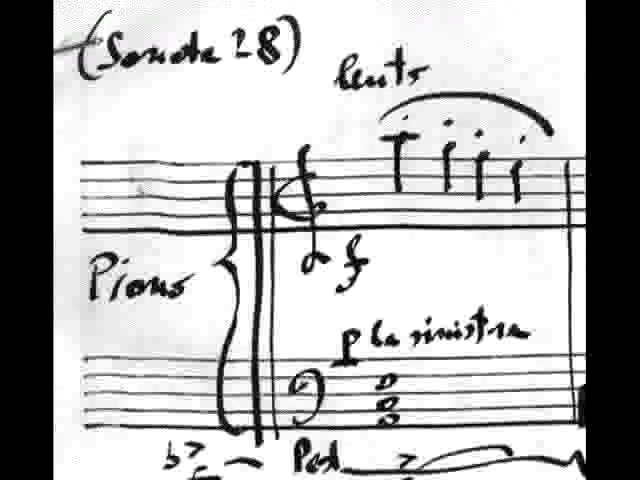 (Sonata 28)
lento
f
Piano
p la sinistra
Ped